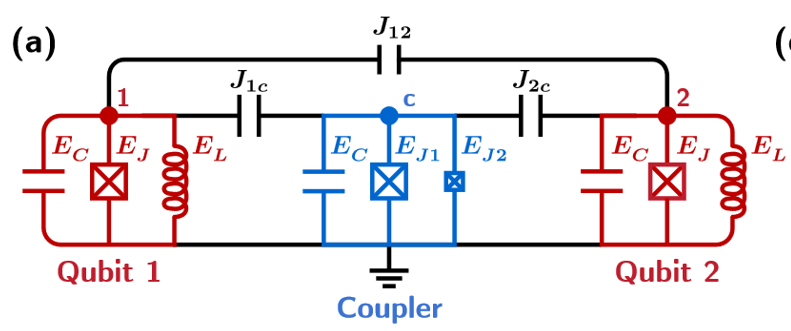 (a)
(c
J12
J1c
J2c
1
c
2
EC
EJ
EL
EC
EJ1
EJ2
EC
EJ
EL
Qubit 1
Qubit 2
Coupler